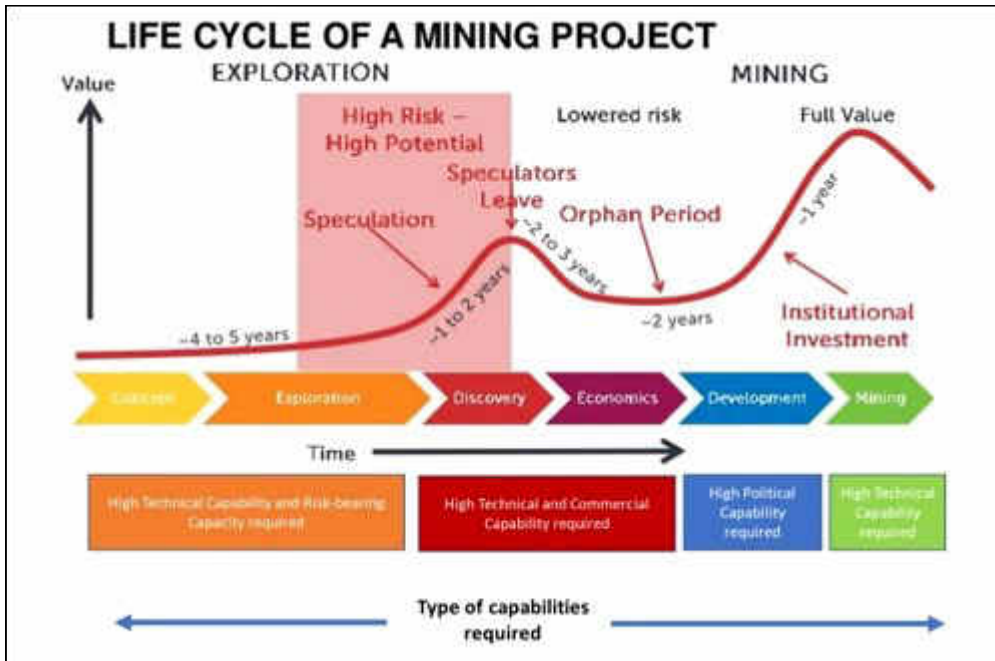 LIFE CYCLE OF A MINING PROJECT
EXPLORATION
MINING
Value
High Risk –
High Potential
Lowered risk
Full Value
Speculators
Leave
Speculation
Orphan Period
~4 to 5 years
~1 to 2 years
~2 to 3 years
~2 years
~1 year
Institutional
Investment
Concept
Exploration
Discovery
Economics
Development
Mining
Time
High Technical Capability and Risk-bearing
Capacity required
High Technical and Commercial
Capability required
High Political
Capability
required
High Technical
Capability
required
Type of capabilities
required